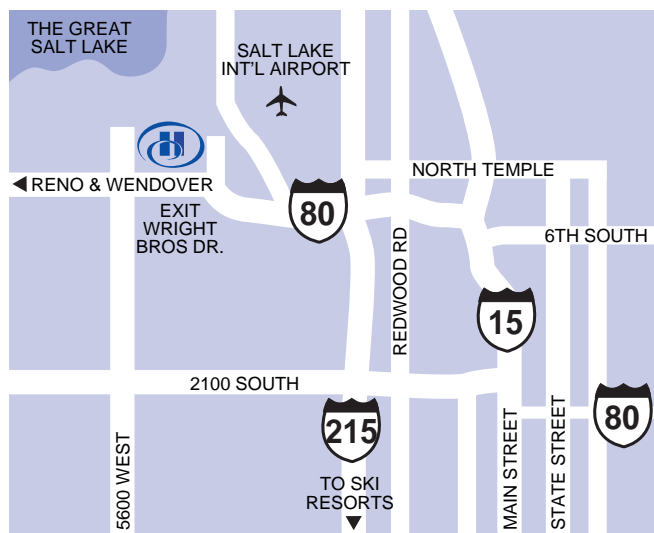 THE GREAT
SALT LAKE
SALT LAKE
INT'L AIRPORT
H
NORTH TEMPLE
RENO & WENDOVER
80
EXIT
WRIGHT
BROS DR.
6TH SOUTH
REDWOOD RD
15
2100 SOUTH
215
80
5600 WEST
MAIN STREET
STATE STREET
TO SKI
RESORTS